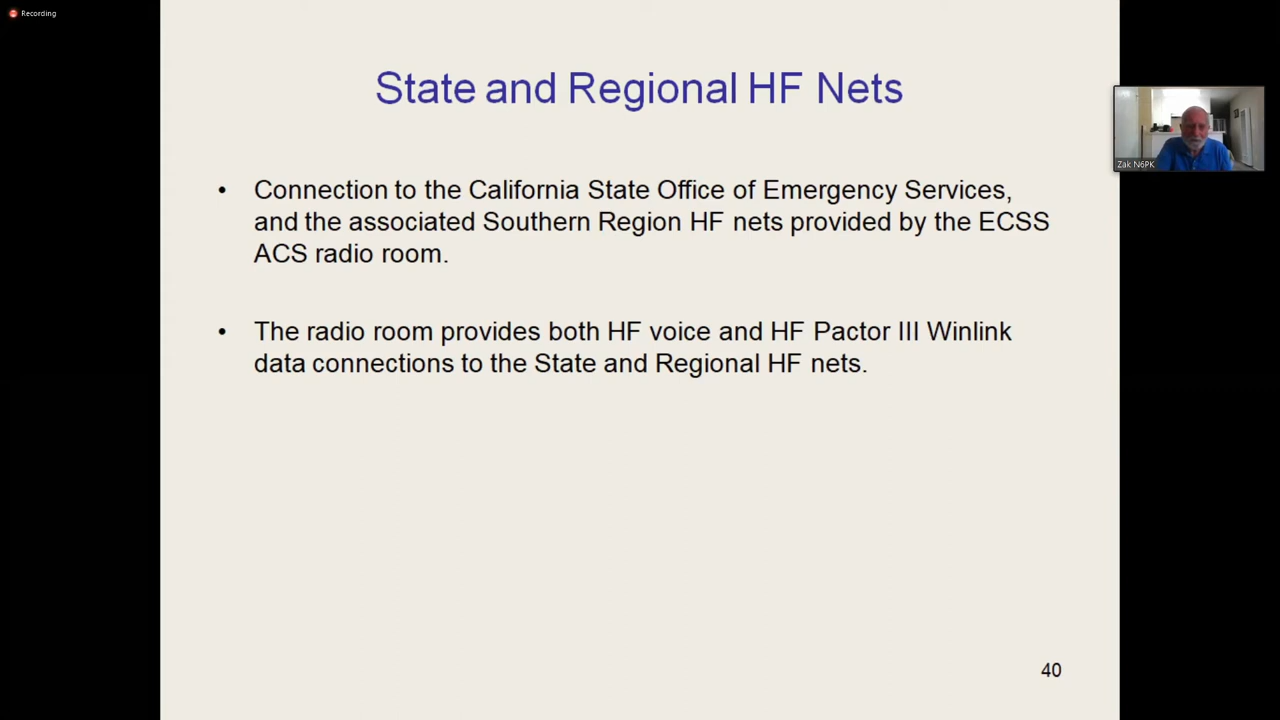 Recording
State and Regional HF Nets
Zak N6PK
• Connection to the California State Office of Emergency Services,
and the associated Southern Region HF nets provided by the ECSS
ACS radio room.
• The radio room provides both HF voice and HF Pactor III Winlink
data connections to the State and Regional HF nets.
40